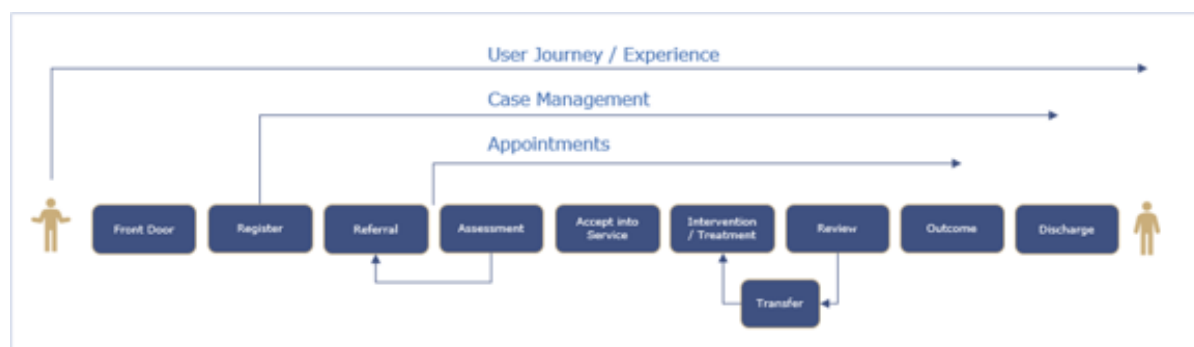 User Journey / Experience
Case Management
Appointments
Front Door
Register
Referral
Assessment
Accept into
Service
Intervention
/ Treatment
Review
Outcome
Discharge
Transfer